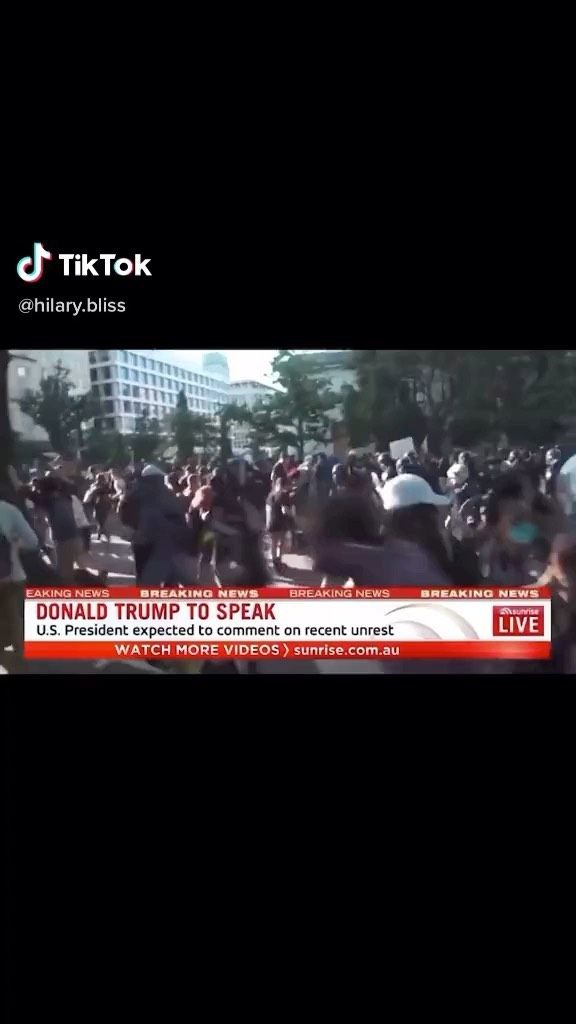 TikTok
@hilary.bliss
EAKING NEWS BREAKING NEWS BREAKING NEWS BREAKING NEWS
DONALD TRUMP TO SPEAK
U.S. President expected to comment on recent unrest
sunrise
LIVE
WATCH MORE VIDEOS ⟩ sunrise.com.au